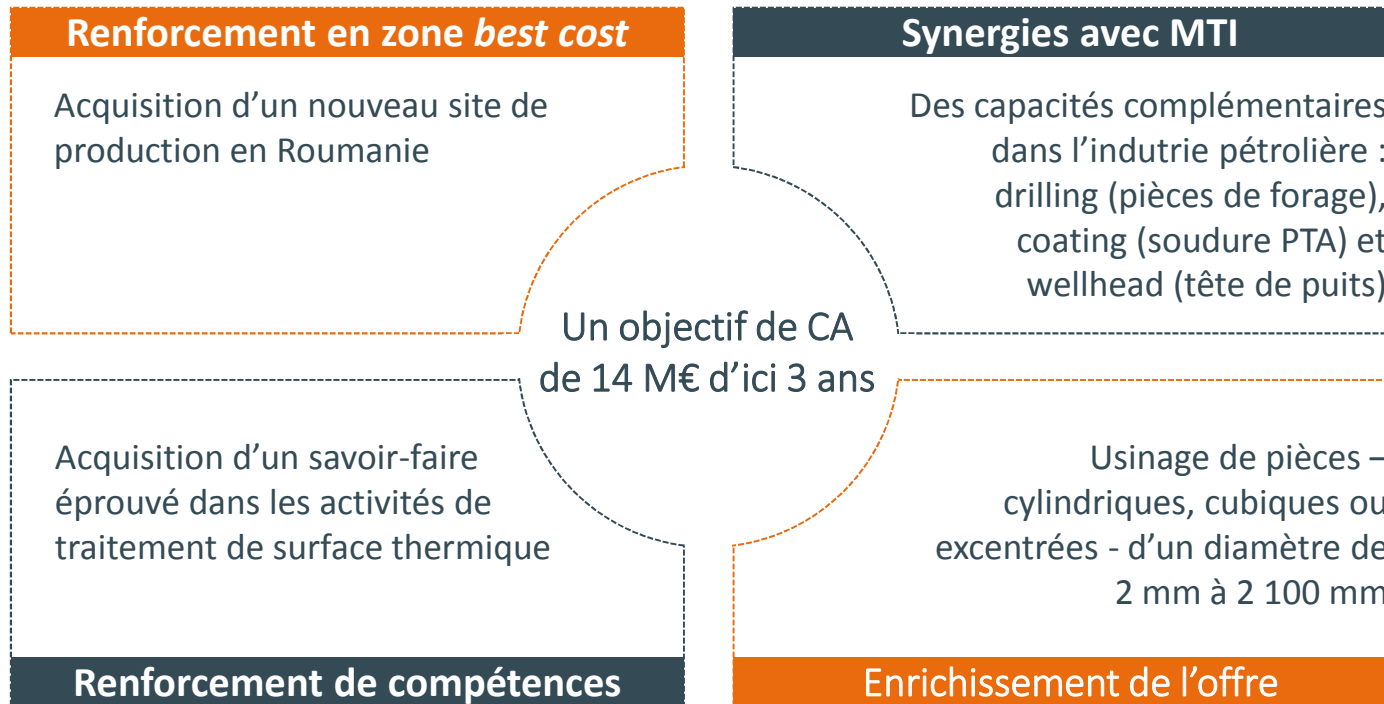 Renforcement en zone best cost
Acquisition d’un nouveau site de
production en Roumanie
Synergies avec MTI
Des capacités complémentaires
dans l’indutrie pétrolière :
drilling (pièces de forage),
coating (soudure PTA) et
wellhead (tête de puits)
Un objectif de CA
de 14 M€ d’ici 3 ans
Acquisition d’un savoir-faire
éprouvé dans les activités de
traitement de surface thermique
Renforcement de compétences
Usinage de pièces –
cylindriques, cubiques ou
excentrées - d’un diamètre de
2 mm à 2 100 mm
Enrichissement de l’offre